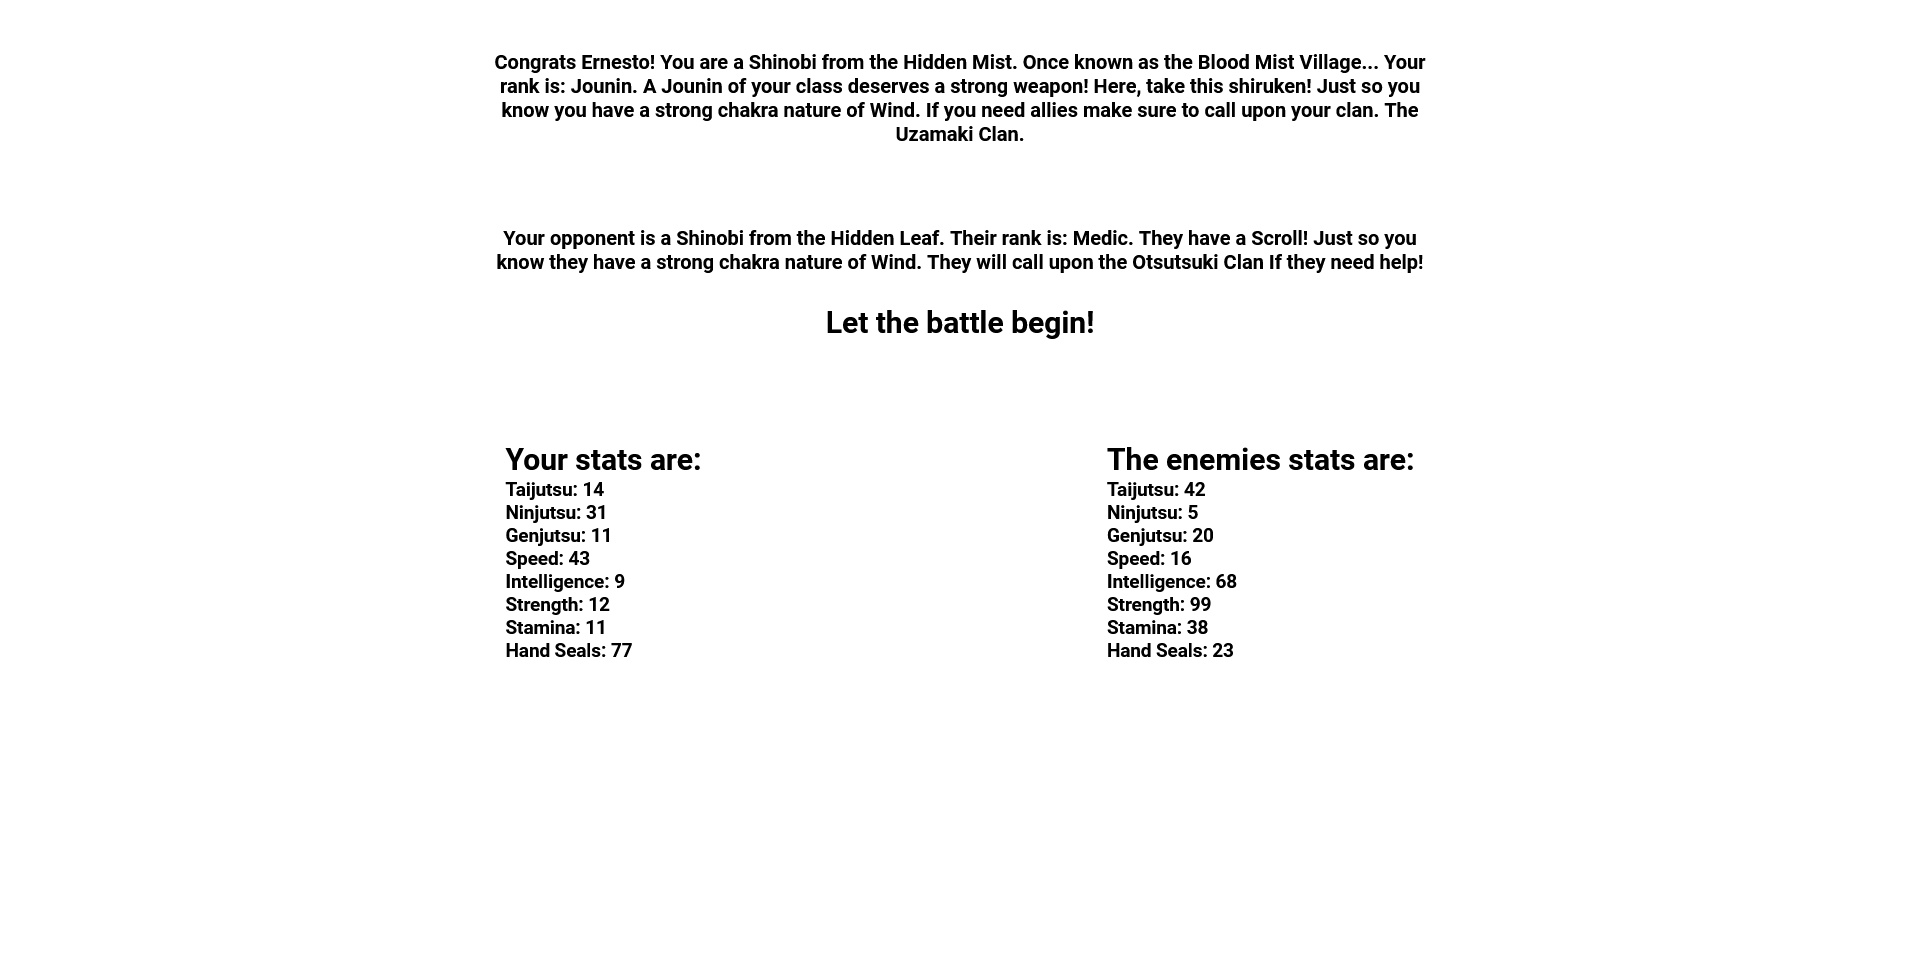 Congrats Ernesto! You are a Shinobi from the Hidden Mist. Once known as the Blood Mist Village... Your
rank is: Jounin. A Jounin of your class deserves a strong weapon! Here, take this shiruken! Just so you
know you have a strong chakra nature of Wind. If you need allies make sure to call upon your clan. The
Uzamaki Clan.
Your opponent is a Shinobi from the Hidden Leaf. Their rank is: Medic. They have a Scroll! Just so you
know they have a strong chakra nature of Wind. They will call upon the Otsutsuki Clan If they need help!
Let the battle begin!
Your stats are:
Taijutsu: 14
Ninjutsu: 31
Genjutsu: 11
Speed: 43
Intelligence: 9
Strength: 12
Stamina: 11
Hand Seals: 77
The enemies stats are:
Taijutsu: 42
Ninjutsu: 5
Genjutsu: 20
Speed: 16
Intelligence: 68
Strength: 99
Stamina: 38
Hand Seals: 23